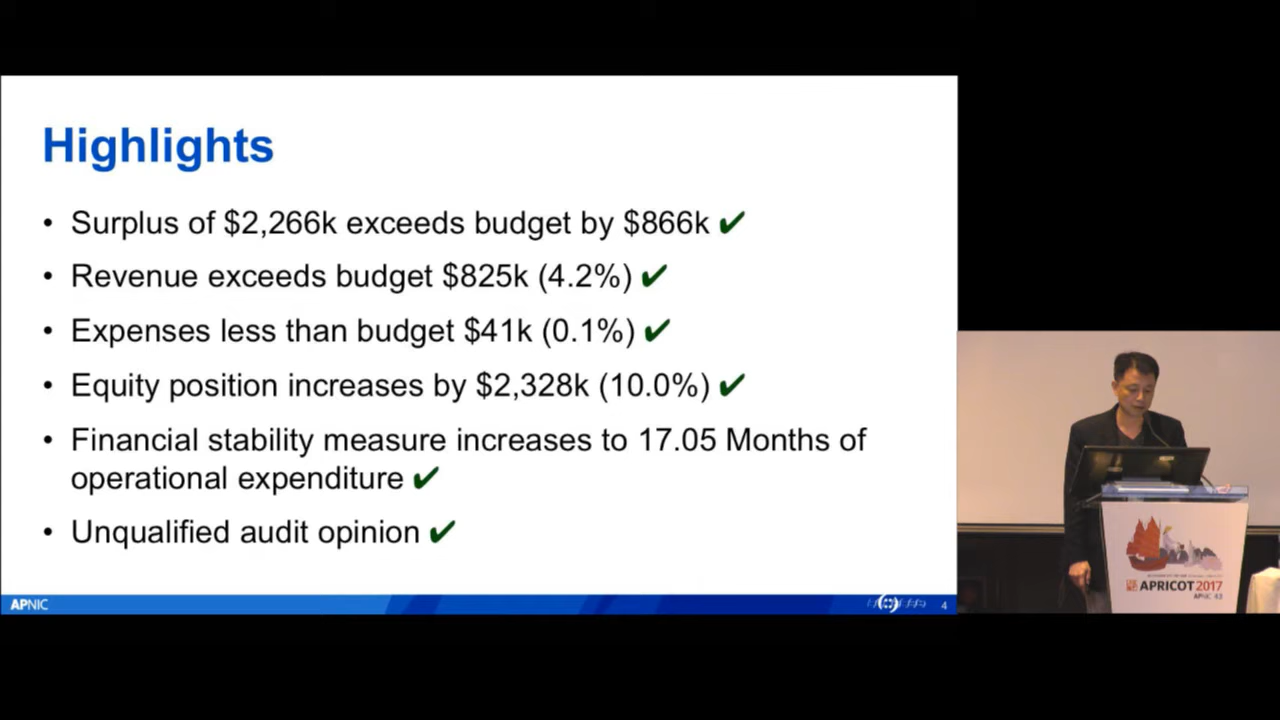 Highlights
• Surplus of $2,266k exceeds budget by $866k ✔
• Revenue exceeds budget $825k (4.2%) ✔
• Expenses less than budget $41k (0.1%) ✔
• Equity position increases by $2,328k (10.0%) ✔
• Financial stability measure increases to 17.05 Months of
operational expenditure ✔
• Unqualified audit opinion ✔
APNIC
4
APRICOT 2017
APNIC 43